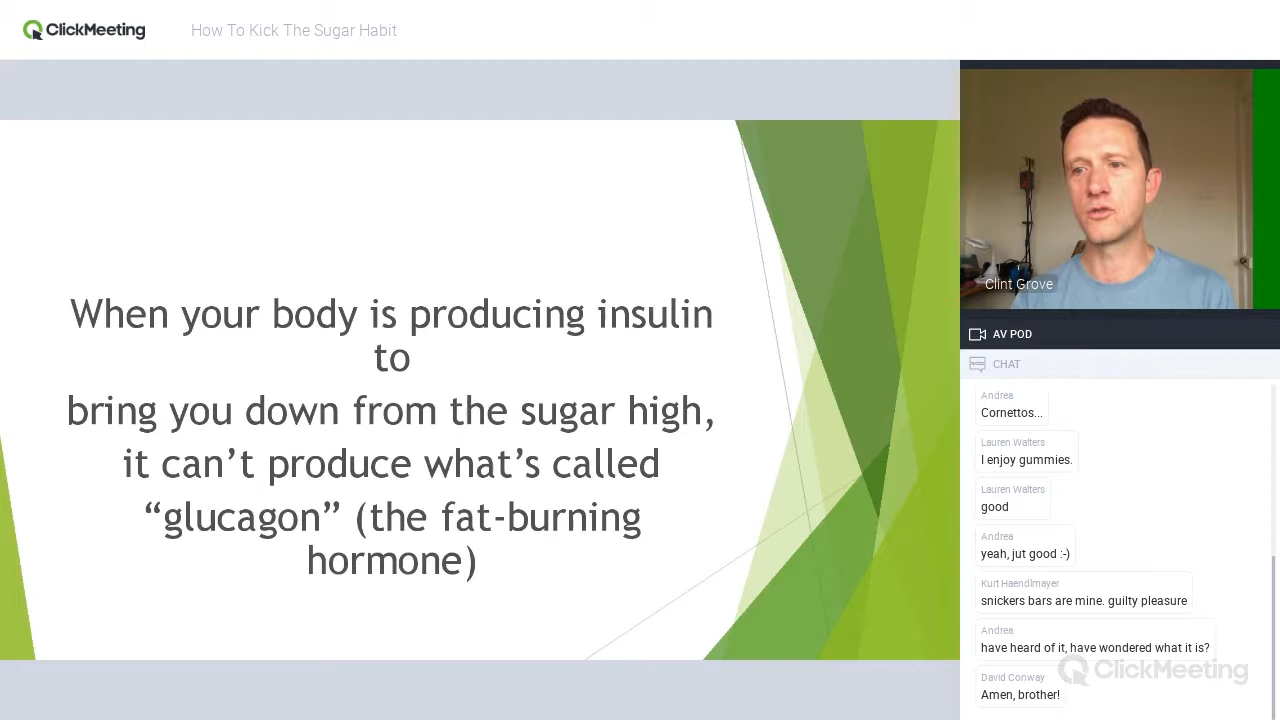 ClickMeeting
How To Kick The Sugar Habit
When your body is producing insulin
to
bring you down from the sugar high,
it can’t produce what’s called
“glucagon” (the fat-burning
hormone)
Clint Grove
AV POD
CHAT
Andrea
Cornettos...
Lauren Walters
I enjoy gummies.
Lauren Walters
good
Andrea
yeah, jut good :-)
Kurt Haendlmayer
snickers bars are mine. guilty pleasure
Andrea
have heard of it, have wondered what it is?
ClickMeeting
David Conway
Amen, brother!